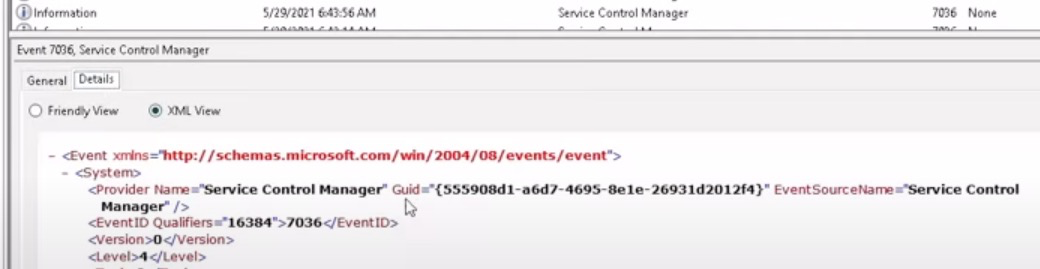 Information 5/29/2021 6:43:56 AM Service Control Manager 7036 None
Event 7036, Service Control Manager
General Details
Friendly View XML View
- <Event xmlns="http://schemas.microsoft.com/win/2004/08/events/event">
- <System>
<Provider Name="Service Control Manager" Guid="{555908d1-a6d7-4695-8e1e-26931d2012f4}" EventSourceName="Service Control
Manager" />
<EventID Qualifiers="16384">7036</EventID>
<Version>0</Version>
<Level>4</Level>